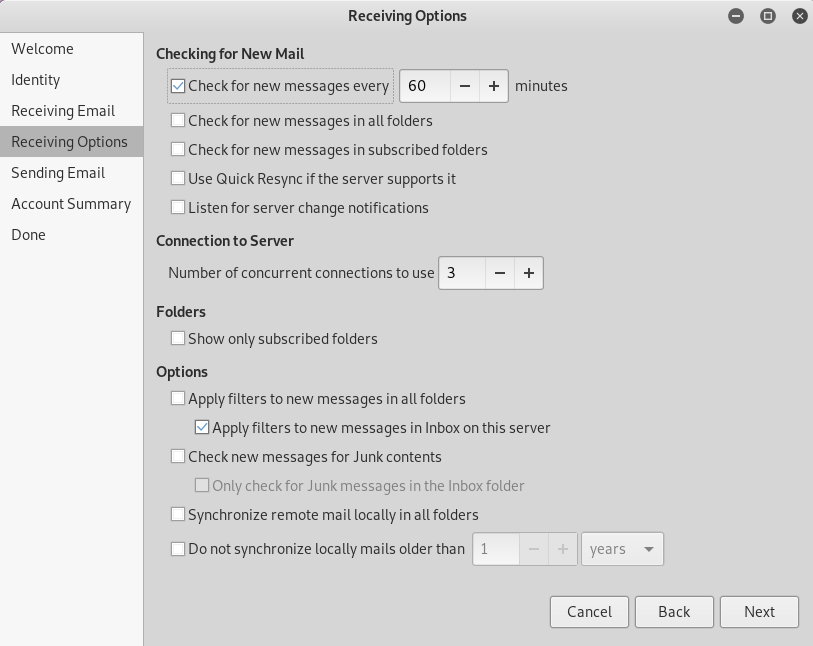 Receiving Options
Welcome
Identity
Receiving Email
Receiving Options
Sending Email
Account Summary
Done
Checking for New Mail
Check for new messages every 60 minutes
Check for new messages in all folders
Check for new messages in subscribed folders
Use Quick Resync if the server supports it
Listen for server change notifications
Connection to Server
Number of concurrent connections to use 3
Folders
Show only subscribed folders
Options
Apply filters to new messages in all folders
Apply filters to new messages in Inbox on this server
Check new messages for Junk contents
Only check for Junk messages in the Inbox folder
Synchronize remote mail locally in all folders
Do not synchronize locally mails older than 1 years
Cancel Back Next